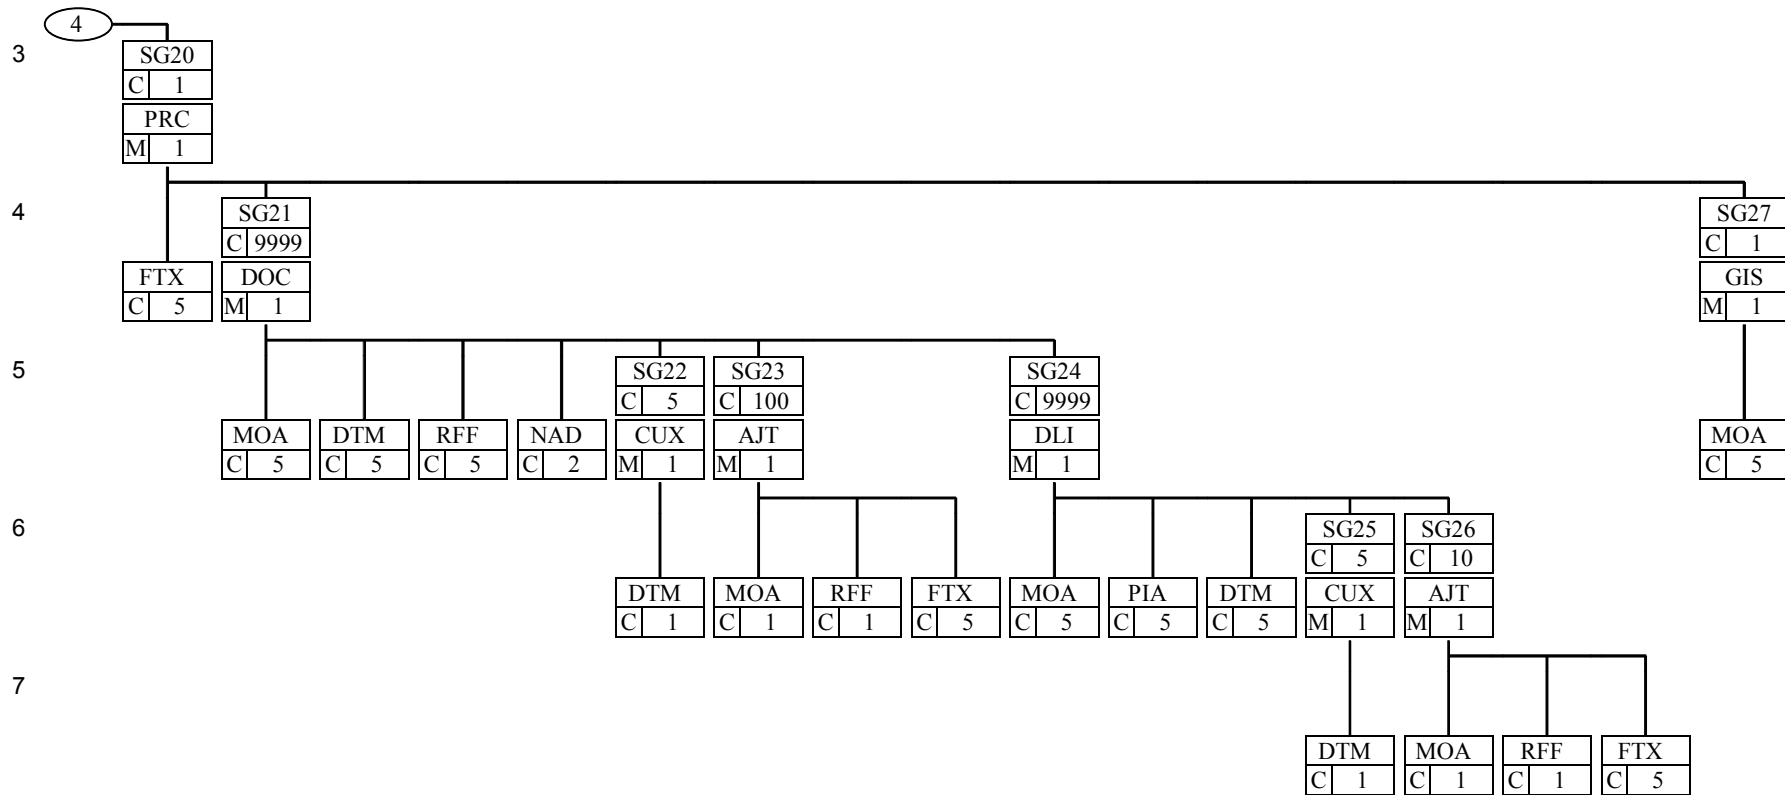 4
3 SG20
C 1
PRC
M 1
4 SG21 SG27
C 9999 C 1
FTX DOC GIS
C 5 M 1 M 1
5 SG22 SG23 SG24
C 5 C 100 C 9999
MOA DTM RFF NAD CUX AJT DLI MOA
C 5 C 5 C 5 C 2 M 1 M 1 M 1 C 5
6 SG25 SG26
C 5 C 10
DTM MOA RFF FTX MOA PIA DTM CUX AJT
C 1 C 1 C 1 C 5 C 5 C 5 C 5 M 1 M 1
7
DTM MOA RFF FTX
C 1 C 1 C 1 C 5